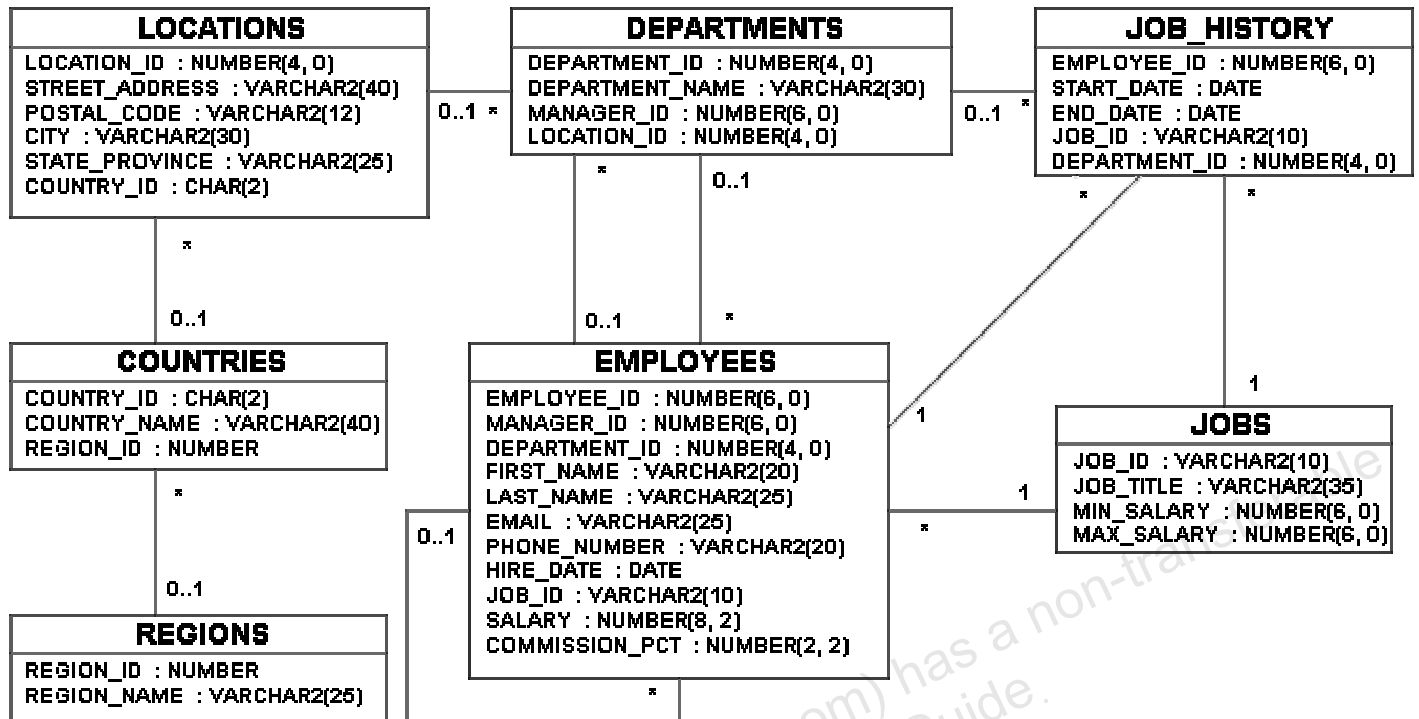 LOCATIONS
LOCATION_ID : NUMBER(4, 0)
STREET_ADDRESS : VARCHAR2(40)
POSTAL_CODE : VARCHAR2(12)
CITY : VARCHAR2(30)
STATE_PROVINCE : VARCHAR2(25)
COUNTRY_ID : CHAR(2)
0..1 *
DEPARTMENTS
DEPARTMENT_ID : NUMBER(4, 0)
DEPARTMENT_NAME : VARCHAR2(30)
MANAGER_ID : NUMBER(6, 0)
LOCATION_ID : NUMBER(4, 0)
0..1 *
JOB_HISTORY
EMPLOYEE_ID : NUMBER(6, 0)
START_DATE : DATE
END_DATE : DATE
JOB_ID : VARCHAR2(10)
DEPARTMENT_ID : NUMBER(4, 0)
*
*
0..1
*
*
0..1
0..1
*
COUNTRIES
COUNTRY_ID : CHAR(2)
COUNTRY_NAME : VARCHAR2(40)
REGION_ID : NUMBER
*
0..1
EMPLOYEES
EMPLOYEE_ID : NUMBER(6, 0)
MANAGER_ID : NUMBER(6, 0)
DEPARTMENT_ID : NUMBER(4, 0)
FIRST_NAME : VARCHAR2(20)
LAST_NAME : VARCHAR2(25)
EMAIL : VARCHAR2(25)
PHONE_NUMBER : VARCHAR2(20)
HIRE_DATE : DATE
JOB_ID : VARCHAR2(10)
SALARY : NUMBER(8, 2)
COMMISSION_PCT : NUMBER(2, 2)
0..1
*
1
1
*
1
JOBS
JOB_ID : VARCHAR2(10)
JOB_TITLE : VARCHAR2(35)
MIN_SALARY : NUMBER(6, 0)
MAX_SALARY : NUMBER(6, 0)
REGIONS
REGION_ID : NUMBER
REGION_NAME : VARCHAR2(25)
om) has a non-transferable
Guide.